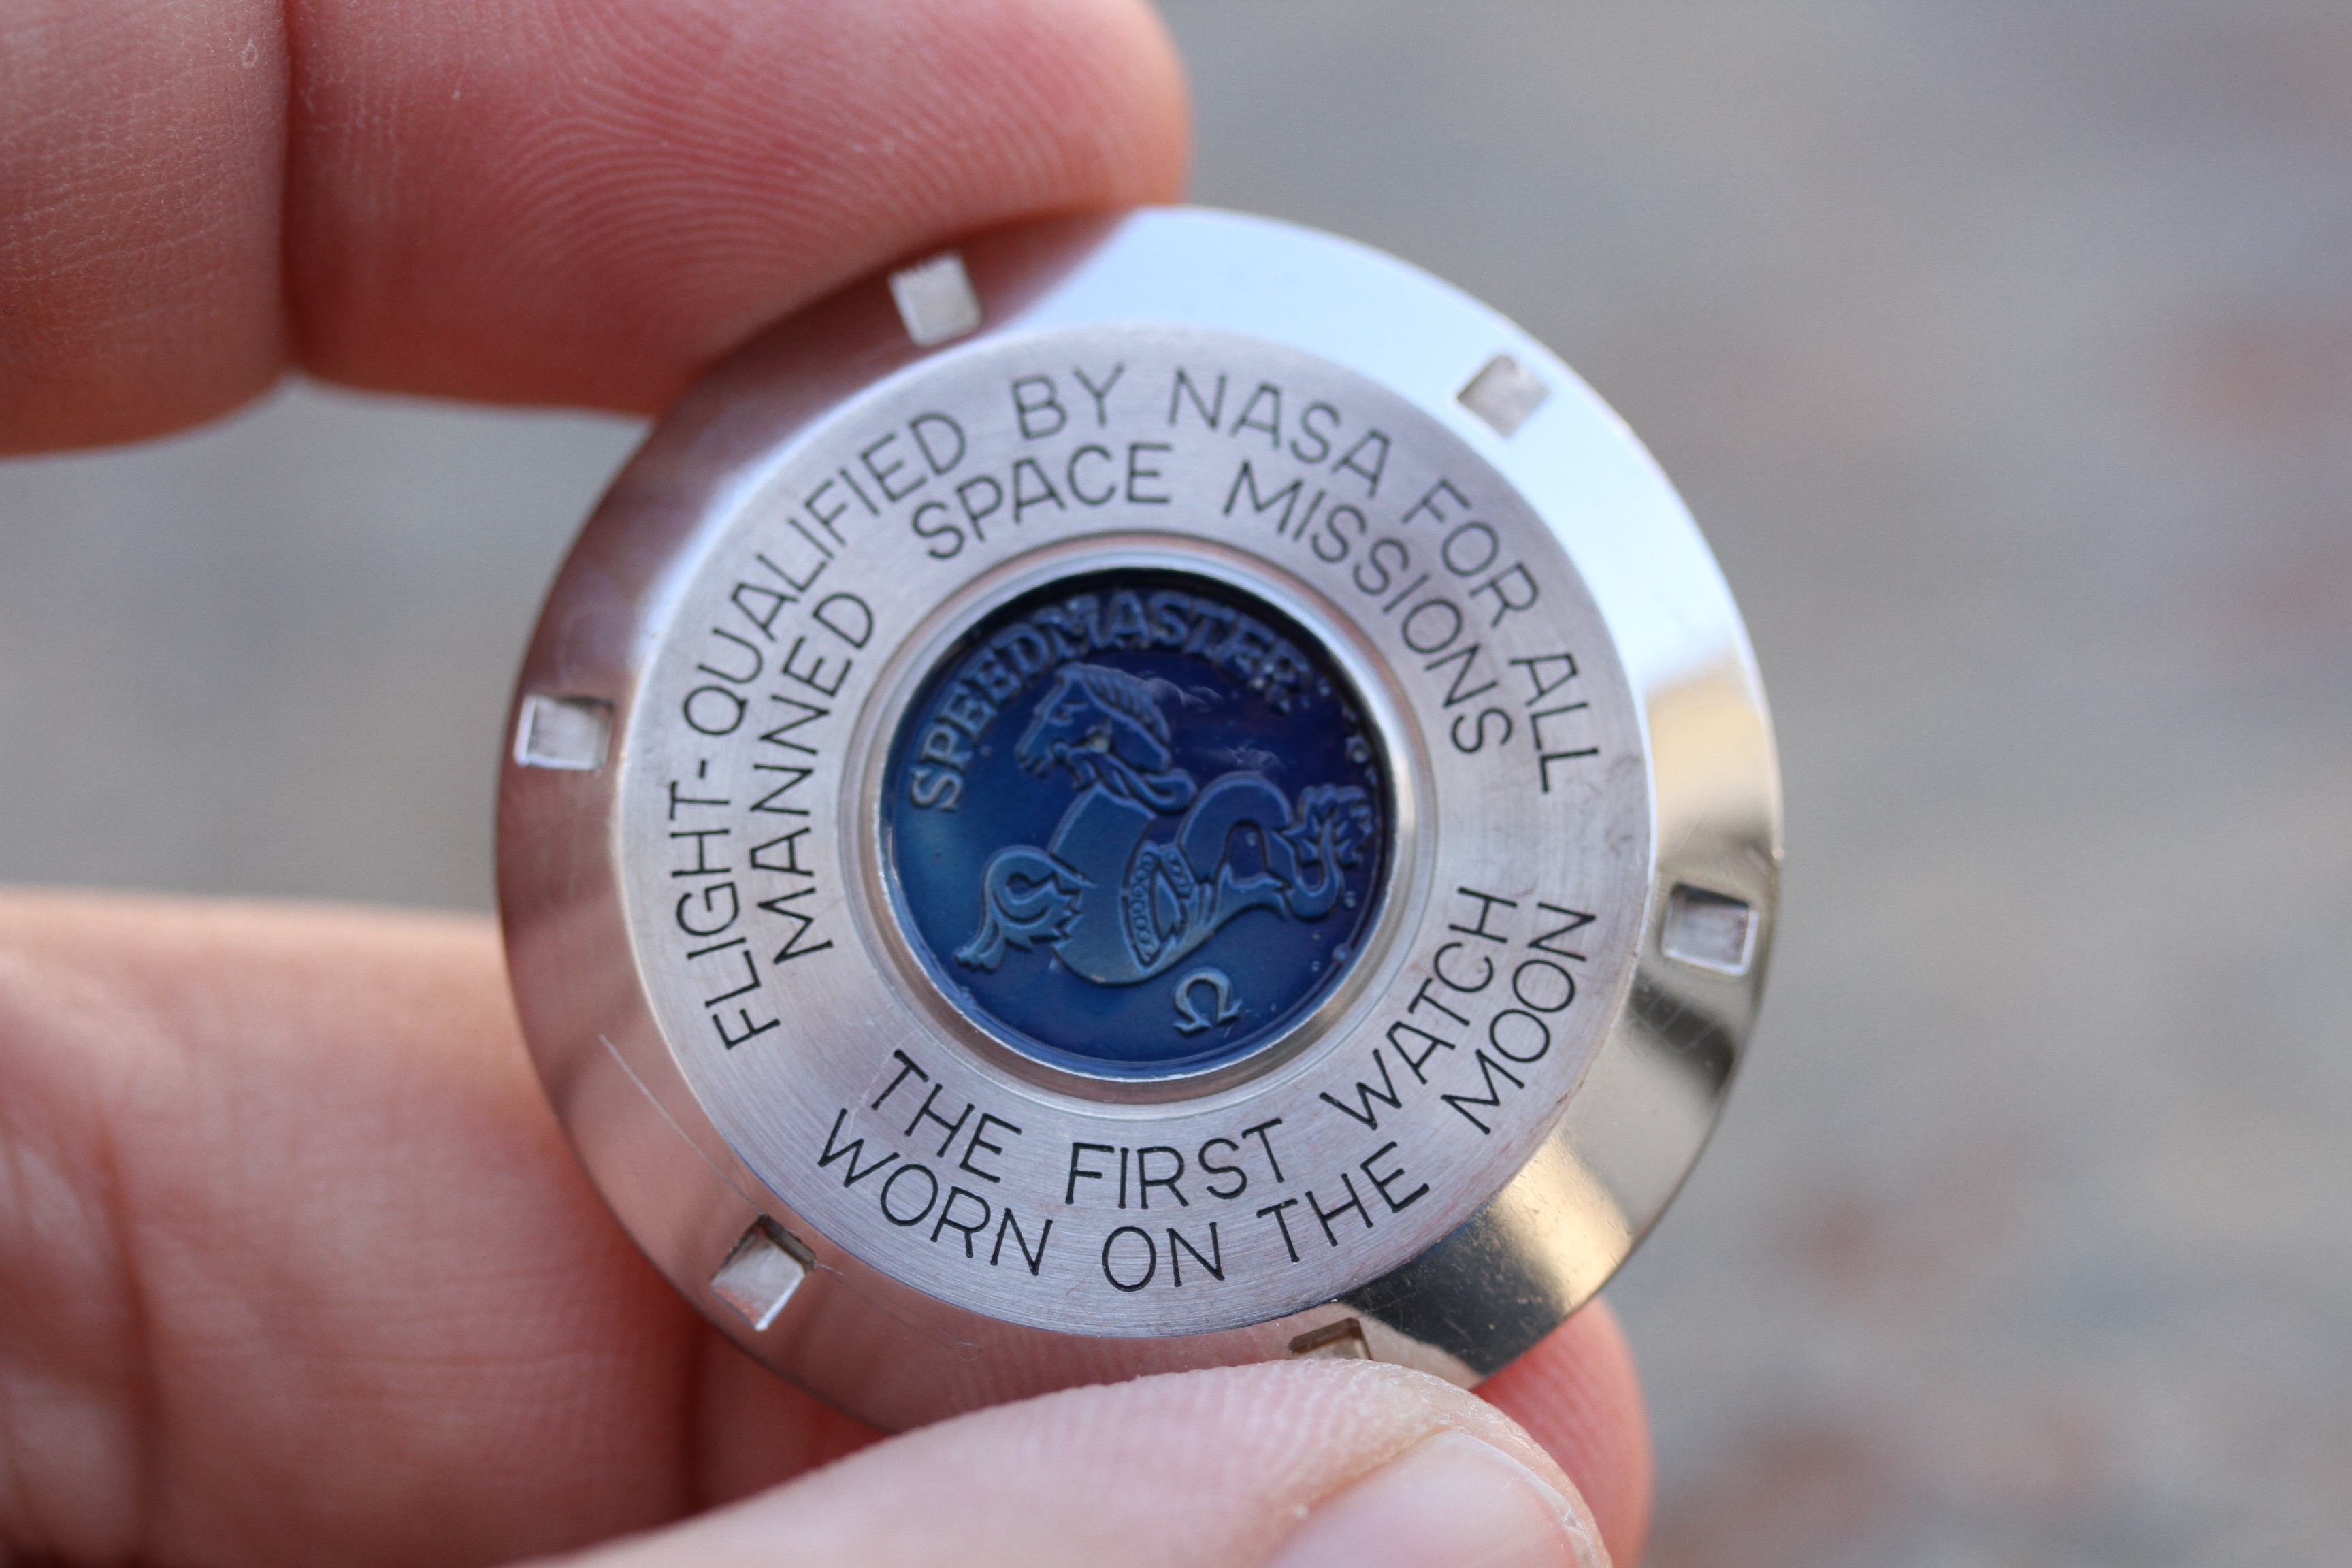 FLIGHT-QUALIFIED BY NASA FOR ALL
MANNED SPACE MISSIONS
SPEEDMASTER
Ω
THE FIRST WATCH
WORN ON THE MOON